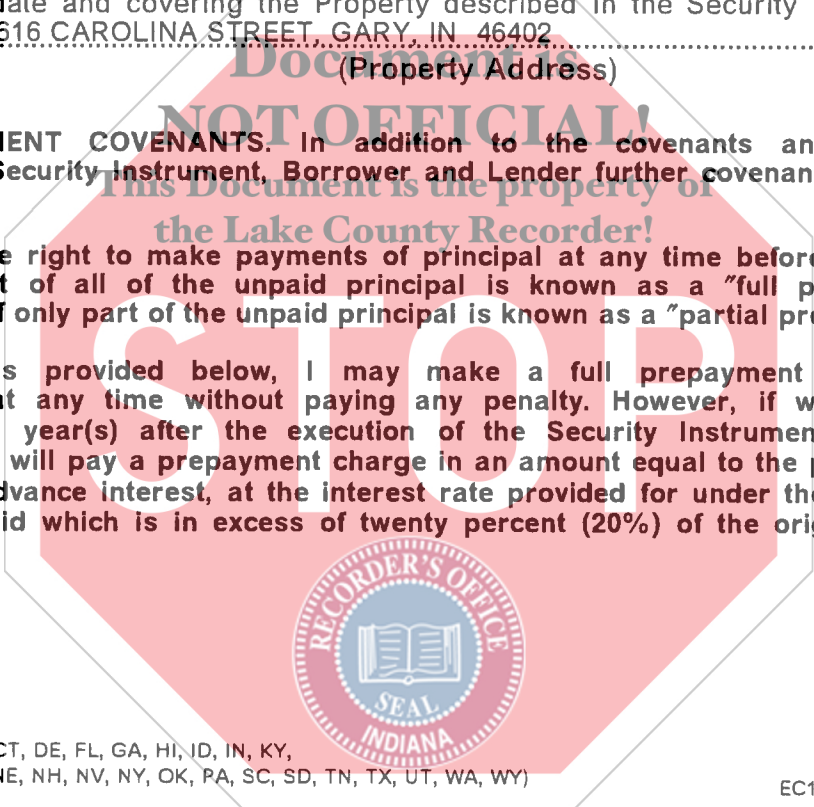 date and covering the Property described in the Security
616 CAROLINA STREET, GARY, IN 46402
(Property Address)
Document is
NOT OFFICIAL!
This Document is the property of
the Lake County Recorder!
STOP
MENT COVENANTS. In addition to the covenants an
Security Instrument, Borrower and Lender further covenan
e right to make payments of principal at any time before
t of all of the unpaid principal is known as a "full p
f only part of the unpaid principal is known as a "partial pre
s provided below, I may make a full prepayment
at any time without paying any penalty. However, if w
year(s) after the execution of the Security Instrumen
will pay a prepayment charge in an amount equal to the p
dvance interest, at the interest rate provided for under the
id which is in excess of twenty percent (20%) of the orig
RECORDER'S OFFICE
SEAL
INDIANA
CT, DE, FL, GA, HI, ID, IN, KY,
NE, NH, NV, NY, OK, PA, SC, SD, TN, TX, UT, WA, WY)
EC1